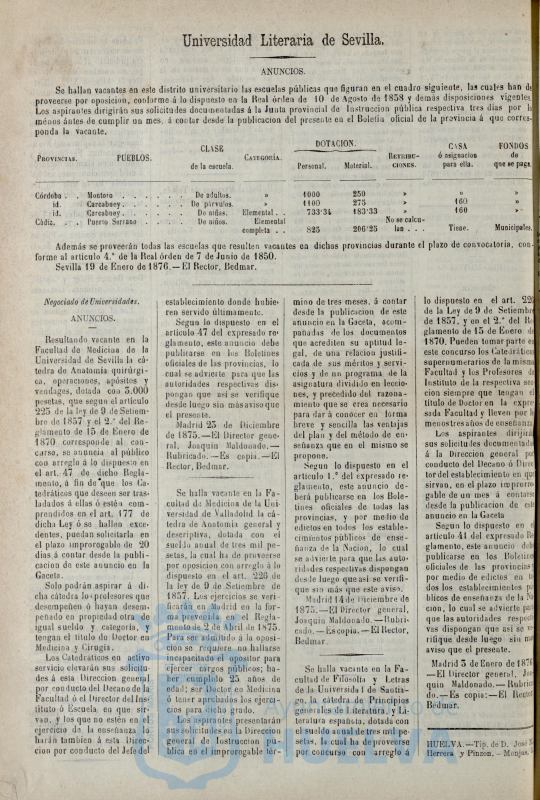 Universidad Literaria de Sevilla.
ANUNCIOS.
Se hallan vacantes en este distrito universitario las escuelas públicas que figuran en el cuadro siguiente, las cuales han de
proveerse por oposicion, conforme á lo dispuesto en la Real órden de 10 de Agosto de 1858 y demás disposiciones vigentes.
Los aspirantes dirigirán sus solicitudes documentadas á la Junta provincial de Instruccion pública respectiva tres dias por lo
ménos ántes de cumplir un mes, á contar desde la publicacion del presente en el Boletin oficial de la provincia á que corres-
ponda la vacante.
PROVINCIAS. PUEBLOS. CLASE de la escuela. CATEGORÍA. DOTACION. Personal. Material. RETRIBU-CIONES. CASA ó asignacion para ella. FONDOS de que se paga.
Córdoba . . Montoro . . . . . . De adultos. » 1000 250 » » »
id. Carcabuey . . . . . De párvulos. » 1100 275 » 160 »
id. Carcabuey . . . . . De niñas. Elemental . . 733'34 183'33 » 160 »
Cádiz. . . Puerto Serrano . . . . De niños. Elemental No se calcu-
completa . . 825 206'25 lan . . . Tiene. Municipales.
Además se proveerán todas las escuelas que resulten vacantes en dichas provincias durante el plazo de convocatoria, con-
forme al artículo 4.° de la Real órden de 7 de Junio de 1850.
Sevilla 19 de Enero de 1876.—El Rector, Bedmar.
Negociado de Universidades.
ANUNCIOS.
Resultando vacante en la
Facultad de Medicina de la
Universidad de Sevilla la cá-
tedra de Anatomía quirúrgi-
ca, operaciones, apósitos y
vendajes, dotada con 3.000
pesetas, que segun el artículo
225 de la ley de 9 de Setiem-
bre de 1857 y el 2.° del Re-
glamento de 15 de Enero de
1870 corresponde al con-
curso, se anuncia al público
con arreglo á lo dispuesto en
el art. 47 de dicho Regla-
mento, á fin de que los Ca-
tedráticos que deseen ser tras-
ladados á ella ó estén com-
prendidos en el art. 177 de
dicha Ley ó se hallen exce-
dentes, puedan solicitarla en
el plazo improrogable de 20
dias á contar desde la publi-
cacion de este anuncio en la
Gaceta.
Solo podrán aspirar á di-
cha cátedra los profesores que
desempeñen ó hayan desem-
peñado en propiedad otra de
igual sueldo y categoría, y
tengan el título de Doctor en
Medicina y Cirugía.
Los Catedráticos en activo
servicio elevarán sus solicitu-
des á esta Direccion general
por conducto del Decano de la
Facultad ó el Director del Ins-
tituto ó Escuela en que sir-
van, y los que no estén en el
ejercicio de la enseñanza lo
harán tambien á esta Direc-
cion por conducto del Jefe del
establecimiento donde hubie-
ren servido últimamente.
Segun lo dispuesto en el
artículo 47 del expresado re-
glamento, este anuncio debe
publicarse en los Boletines
oficiales de las provincias, lo
cual se advierte para que las
autoridades respectivas dis-
pongan que así se verifique
desde luego sin más aviso que
el presente.
Madrid 23 de Diciembre
de 1875.—El Director gene-
ral, Joaquin Maldonado.—
Rubricado.—Es copia.—El
Rector, Bedmar.
Se halla vacante en la Fa-
cultad de Medicina de la Uni-
versidad de Valladolid la cá-
tedra de Anatomía general y
descriptiva, dotada con el
sueldo anual de tres mil pe-
setas, la cual ha de proveerse
por oposicion con arreglo á lo
dispuesto en el art. 226 de
la ley de 9 de Setiembre de
1857. Los ejercicios se veri-
ficarán en Madrid en la for-
ma prevenida en el Regla-
mento de 2 de Abril de 1875.
Para ser admitido á la oposi-
cion se requiere no hallarse
incapacitado el opositor para
ejercer cargos públicos; ha-
ber cumplido 25 años de
edad; ser Doctor en Medicina
ó tener aprobados los ejerci-
cios para dicho grado.
Los aspirantes presentarán
sus solicitudes en la Direccion
general de Instruccion pú-
blica en el improrogable tér-
mino de tres meses, á contar
desde la publicacion de este
anuncio en la Gaceta, acom-
pañadas de los documentos
que acrediten su aptitud le-
gal, de una relacion justifi-
cada de sus méritos y servi-
cios y de un programa de la
asignatura dividido en leccio-
nes, y precedido del razona-
miento que se crea necesario
para dar á conocer en forma
breve y sencilla las ventajas
del plan y del método de en-
señanza que en el mismo se
propone.
Segun lo dispuesto en el
artículo 1.° del expresado re-
glamento, este anuncio de-
berá publicarse en los Bole-
tines oficiales de todas las
provincias, y por medio de
edictos en todos los estable-
cimientos públicos de ense-
ñanza de la Nacion, lo cual
se advierte para que las auto-
ridades respectivas dispongan
desde luego que así se verifi-
que sin más que este aviso.
Madrid 14 de Diciembre de
1875.—El Director general,
Joaquin Maldonado.—Rubri-
cado.—Es copia.—El Rector,
Bedmar.
Se halla vacante en la Fa-
cultad de Filosofía y Letras
de la Universidad de Santia-
go, la cátedra de Principios
generales de Literatura, y Li-
teratura española, dotada con
el sueldo anual de tres mil pe-
setas, la cual ha de proveerse
por concurso con arreglo á
lo dispuesto en el art. 226
de la Ley de 9 de Setiembre
de 1857, y en el 2.° del Re-
glamento de 15 de Enero de
1870. Pueden tomar parte en
este concurso los Catedráticos
supernumerarios de la misma
Facultad y los Profesores de
Instituto de la respectiva sec-
cion siempre que tengan el
título de Doctor en la expre-
sada Facultad y lleven por lo
menos tres años de enseñanza.
Los aspirantes dirigirán
sus solicitudes documentadas
á la Direccion general por
conducto del Decano ó Direc-
tor del establecimiento en que
sirvan, en el plazo improro-
gable de un mes á contar
desde la publicacion de este
anuncio en la Gaceta.
Segun lo dispuesto en el
artículo 41 del expresado Re-
glamento, este anuncio debe
publicarse en los Boletines
oficiales de las provincias y
por medio de edictos en to-
dos los establecimientos pú-
blicos de enseñanza de la Na-
cion, lo cual se advierte para
que las autoridades respecti-
vas dispongan que así se ve-
rifique desde luego sin más
aviso que el presente.
Madrid 3 de Enero de 1876.
—El Director general, Joa-
quin Maldonado.—Rubrica-
do.—Es copia:—El Rector
Bedmar.
HUELVA.—Tip. de D. José
Herrera y Pinzon.—Monjas,